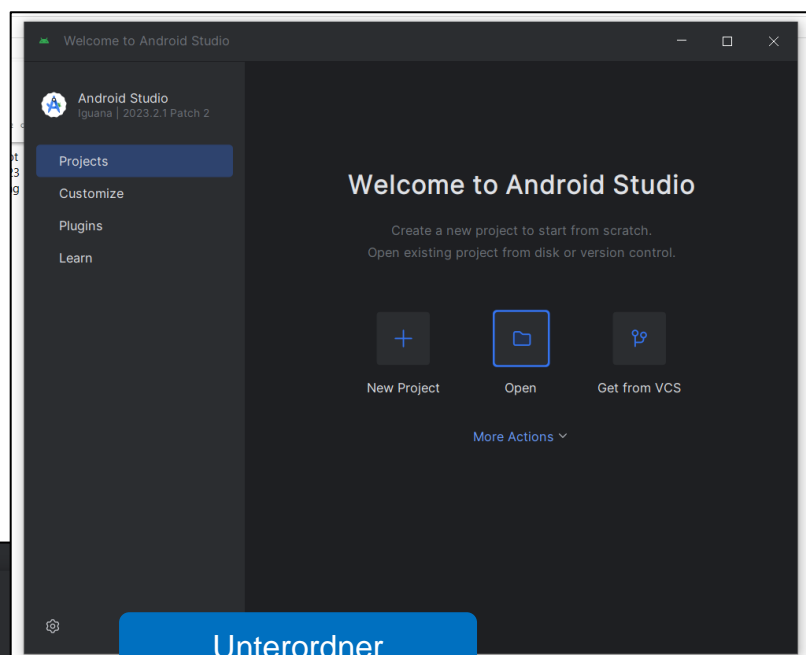 Welcome to Android Studio
Android Studio
Iguana | 2023.2.1 Patch 2
Projects
Customize
Plugins
Learn
Welcome to Android Studio
Create a new project to start from scratch.
Open existing project from disk or version control.
New Project
Open
Get from VCS
More Actions
Unterordner